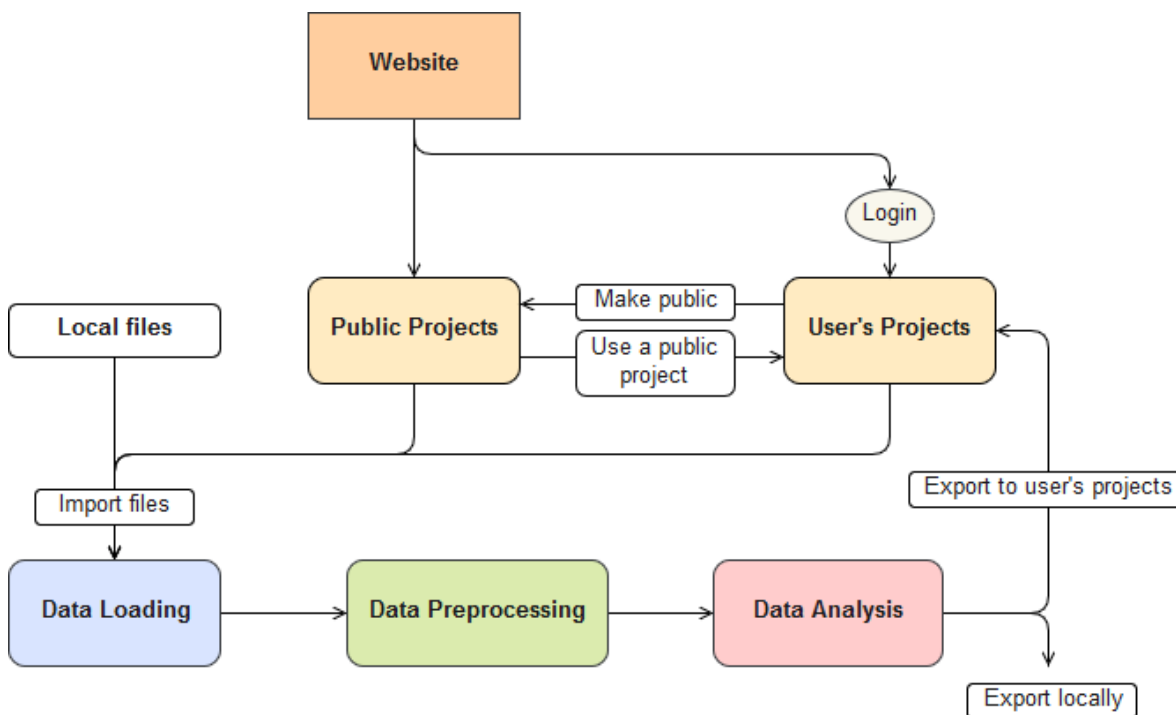 Website
Login
Local files
Public Projects
Make public
Use a public
project
User's Projects
Import files
Export to user's projects
Data Loading
Data Preprocessing
Data Analysis
Export locally